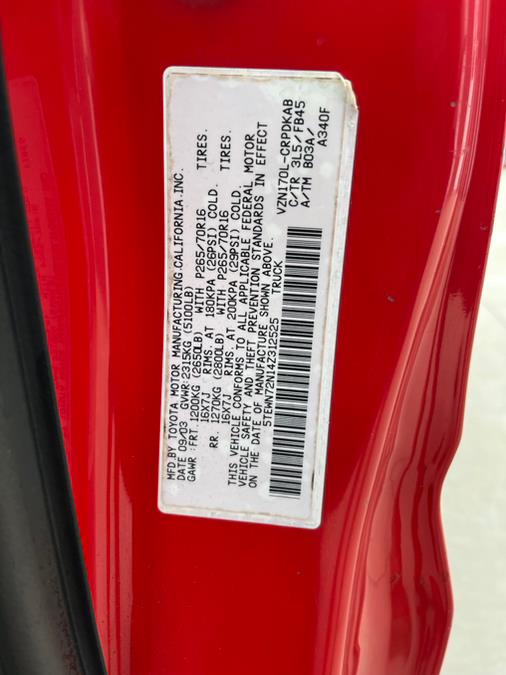 MFD.BY TOYOTA MOTOR MANUFACTURING.CALIFORNIA.INC.
DATE 09/03 GVWR:2315KG (5100LB)
GAWR:FRT.1200KG (2650LB) WITH P265/70R16 TIRES.
16X7J RIMS. AT 180KPA (26PSI) COLD.
RR. 1270KG (2800LB) WITH P265/70R16 TIRES.
16X7J RIMS. AT 200KPA (29PSI) COLD.
THIS VEHICLE CONFORMS TO ALL APPLICABLE FEDERAL MOTOR
VEHICLE SAFETY AND THEFT PREVENTION STANDARDS IN EFFECT
ON THE DATE OF MANUFACTURE SHOWN ABOVE.
5TEWN72N14Z312525 TRUCK
VZN170L-CRPDKAB
C/TR 3L5/FB45
A/TM B03A/
A340F